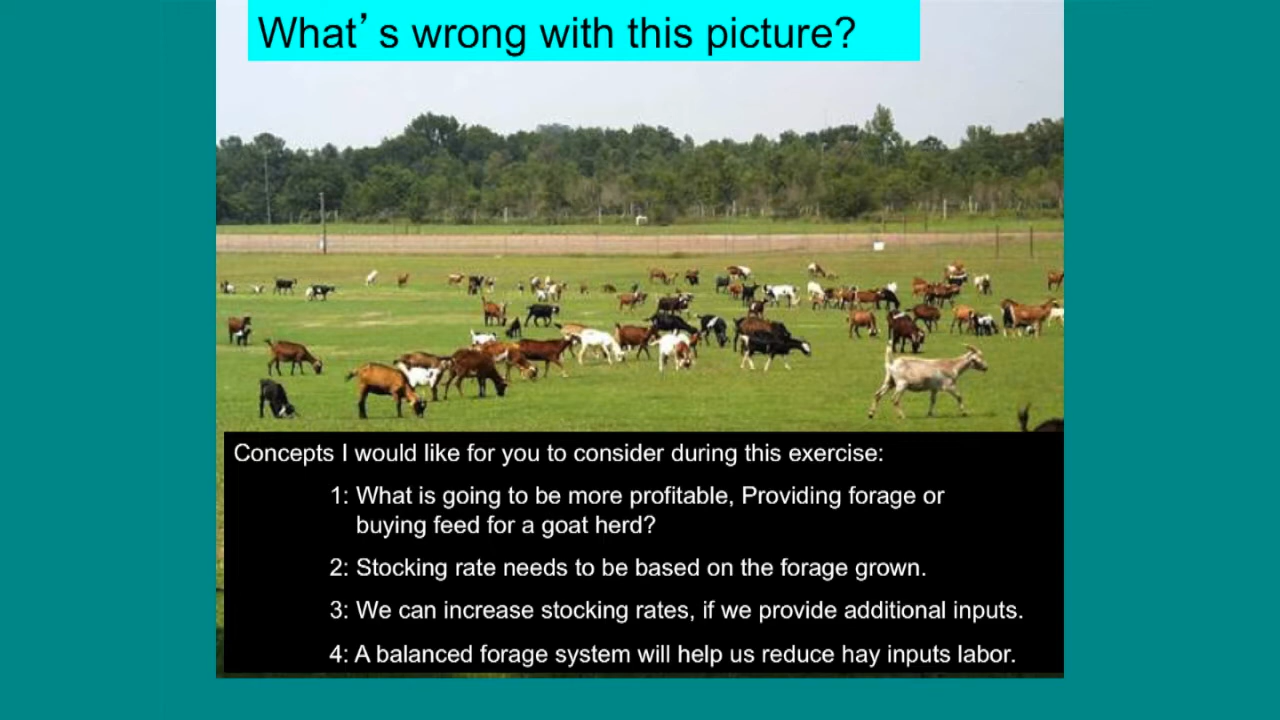 What’s wrong with this picture?
Concepts I would like for you to consider during this exercise:
1: What is going to be more profitable, Providing forage or
buying feed for a goat herd?
2: Stocking rate needs to be based on the forage grown.
3: We can increase stocking rates, if we provide additional inputs.
4: A balanced forage system will help us reduce hay inputs labor.